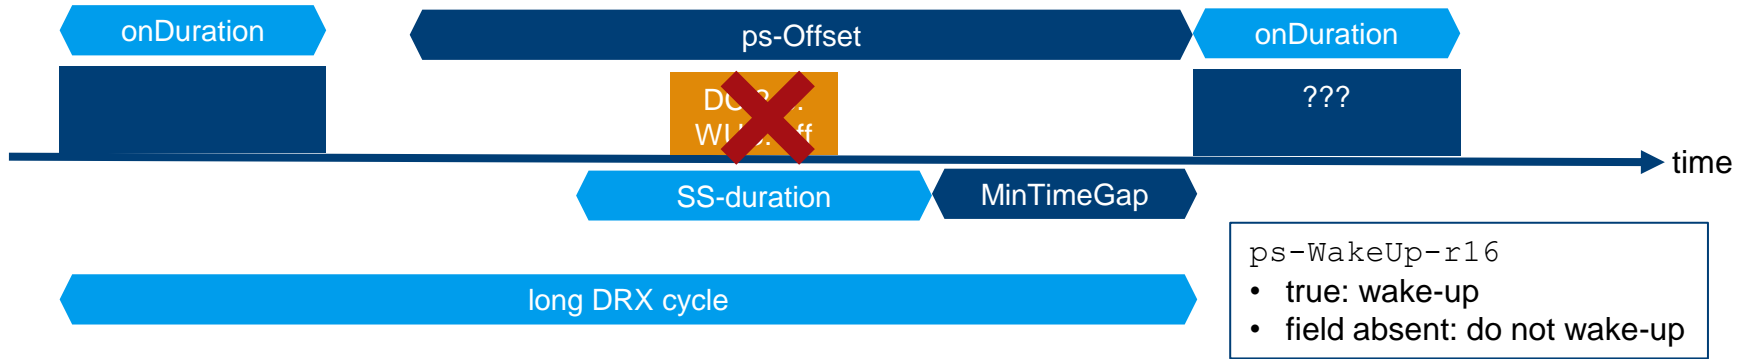 onDuration
ps-Offset
onDuration
???
time
SS-duration
MinTimeGap
long DRX cycle
ps-WakeUp-r16
• true: wake-up
• field absent: do not wake-up